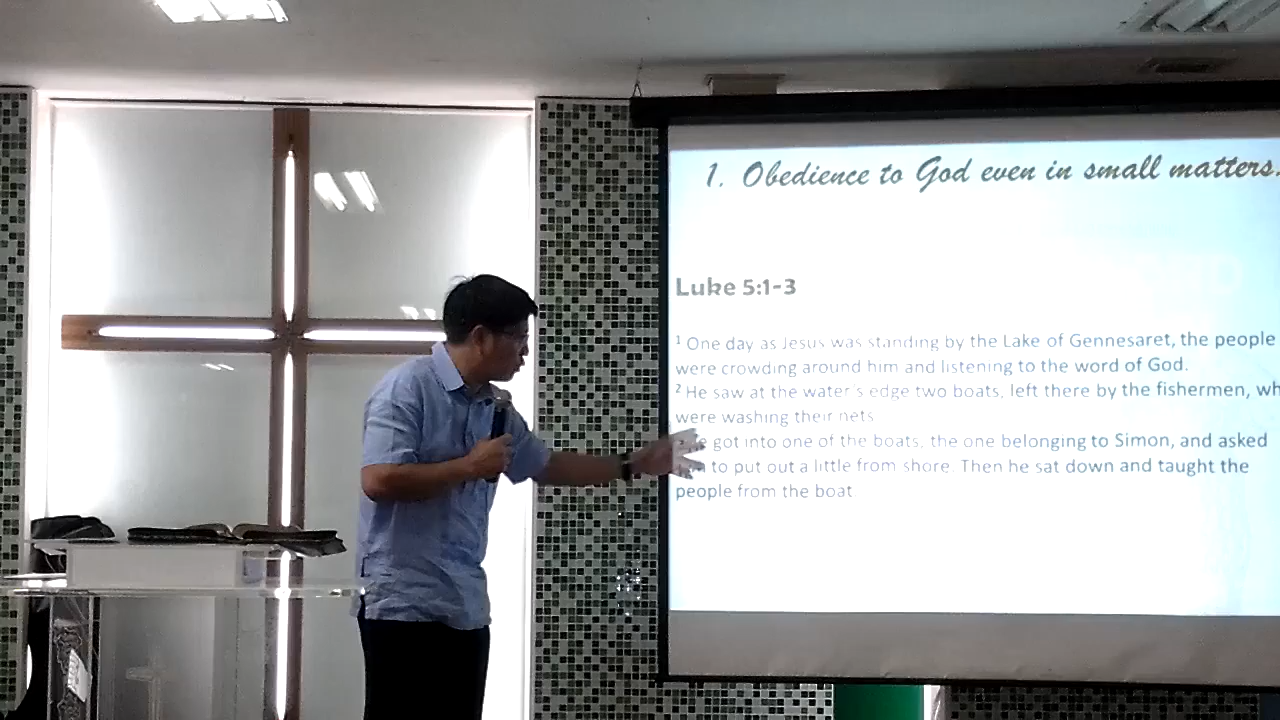 1. Obedience to God even in small matters.
Luke 5:1-3
1 One day as Jesus was standing by the Lake of Gennesaret, the people
were crowding around him and listening to the word of God.
2 He saw at the water's edge two boats, left there by the fishermen,
were washing their nets
got into one of the boats, the one belonging to Simon, and asked
to put out a little from shore. Then he sat down and taught the
people from the boat